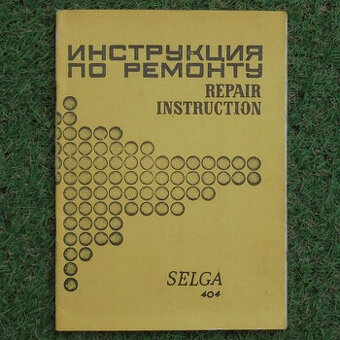 ИНСТРУКЦИЯ
ПО РЕМОНТУ
REPAIR
INSTRUCTION
SELGA
404